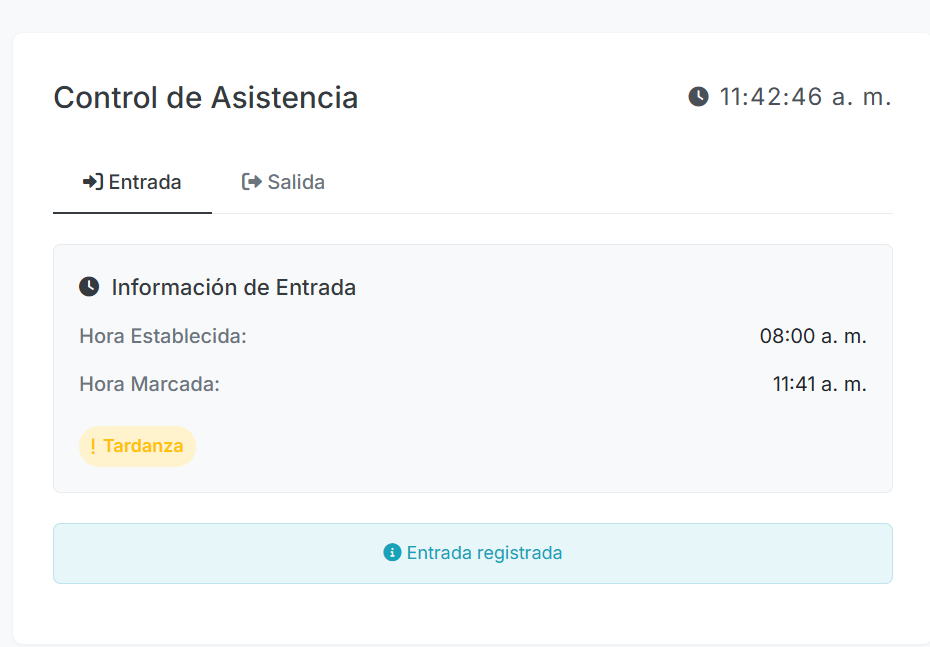 Control de Asistencia
11:42:46 a. m.
Entrada
Salida
Información de Entrada
Hora Establecida: 08:00 a. m.
Hora Marcada: 11:41 a. m.
! Tardanza
Entrada registrada